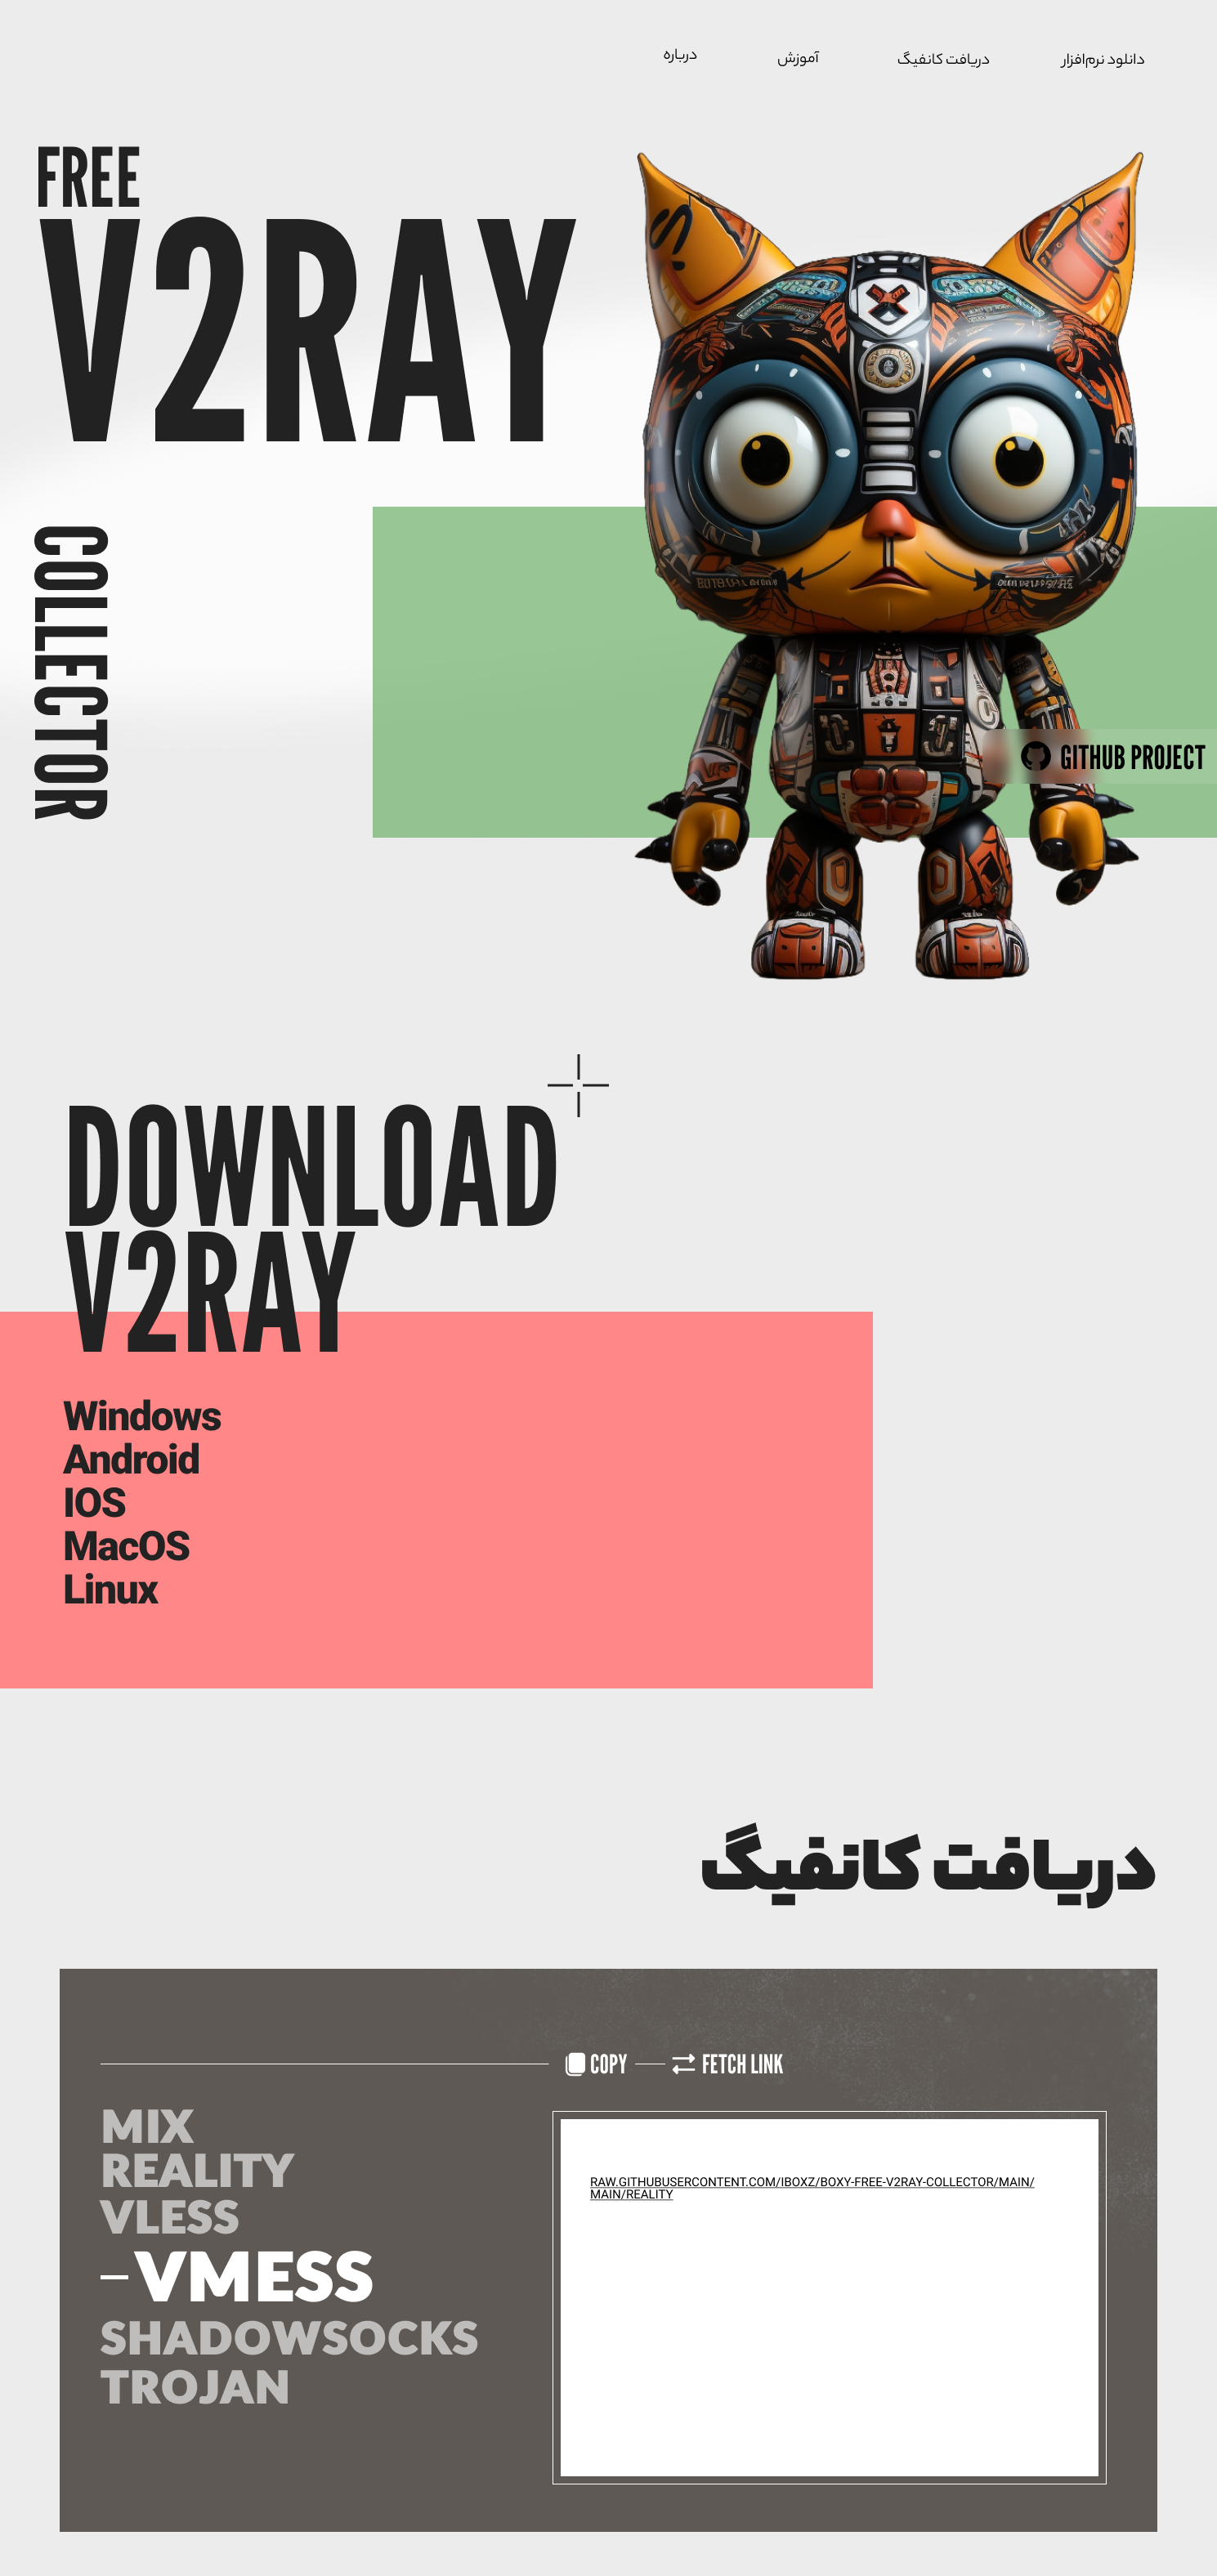 دانلود نرم‌افزار
دریافت کانفیگ
آموزش
درباره
FREE
V2RAY
COLLECTOR
GITHUB PROJECT
DOWNLOAD
V2RAY
Windows
Android
IOS
MacOS
Linux
دریافت کانفیگ
COPY
FETCH LINK
MIX
REALITY
VLESS
–VMESS
SHADOWSOCKS
TROJAN
RAW.GITHUBUSERCONTENT.COM/IBOXZ/BOXY-FREE-V2RAY-COLLECTOR/MAIN/
MAIN/REALITY